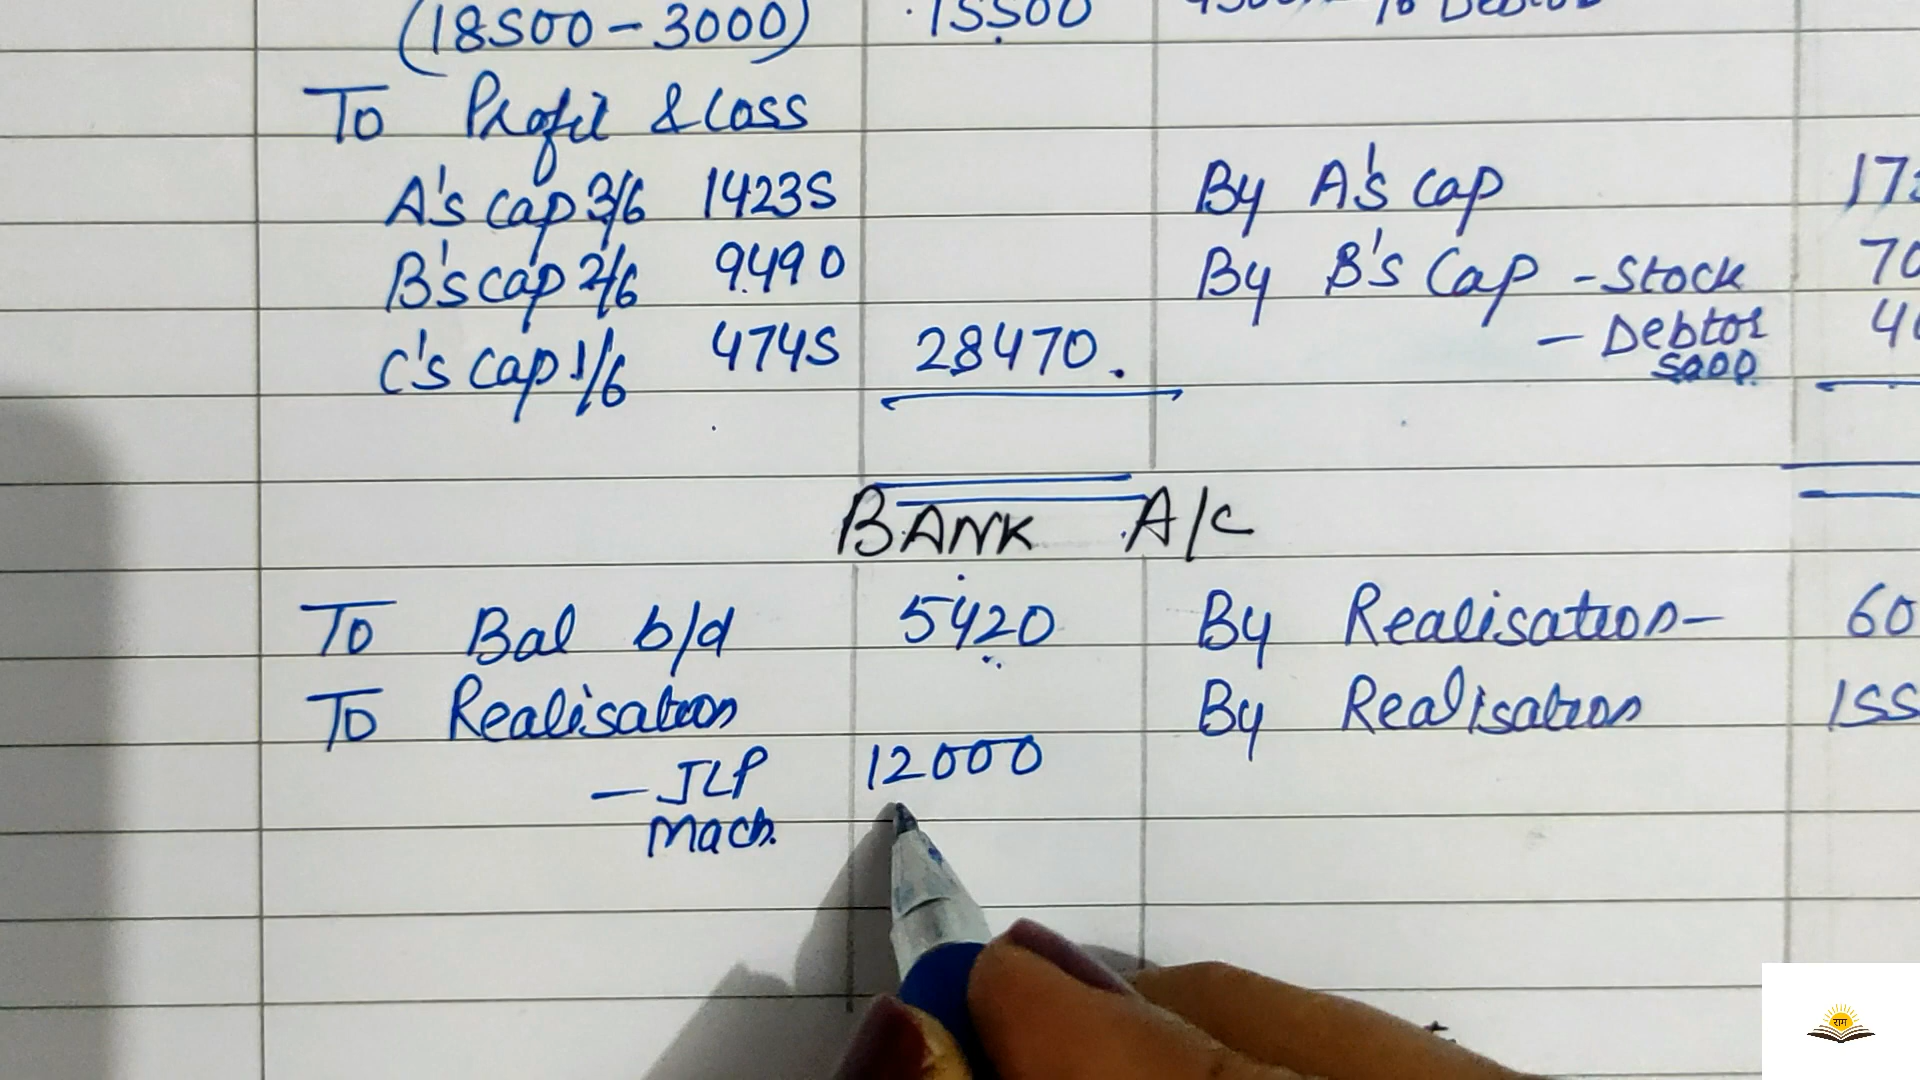 (18500-3000) 15500
To Profit & Loss
A's cap 3/6 14235 By A's cap
B's cap 2/6 9490 By B's Cap - Stock
C's cap 1/6 4745 28470. - Debtor
5000
BANK A/c
To Bal b/d 5420 By Realisation-
To Realisation By Realisation
- JLP 12000
Mach.
राम